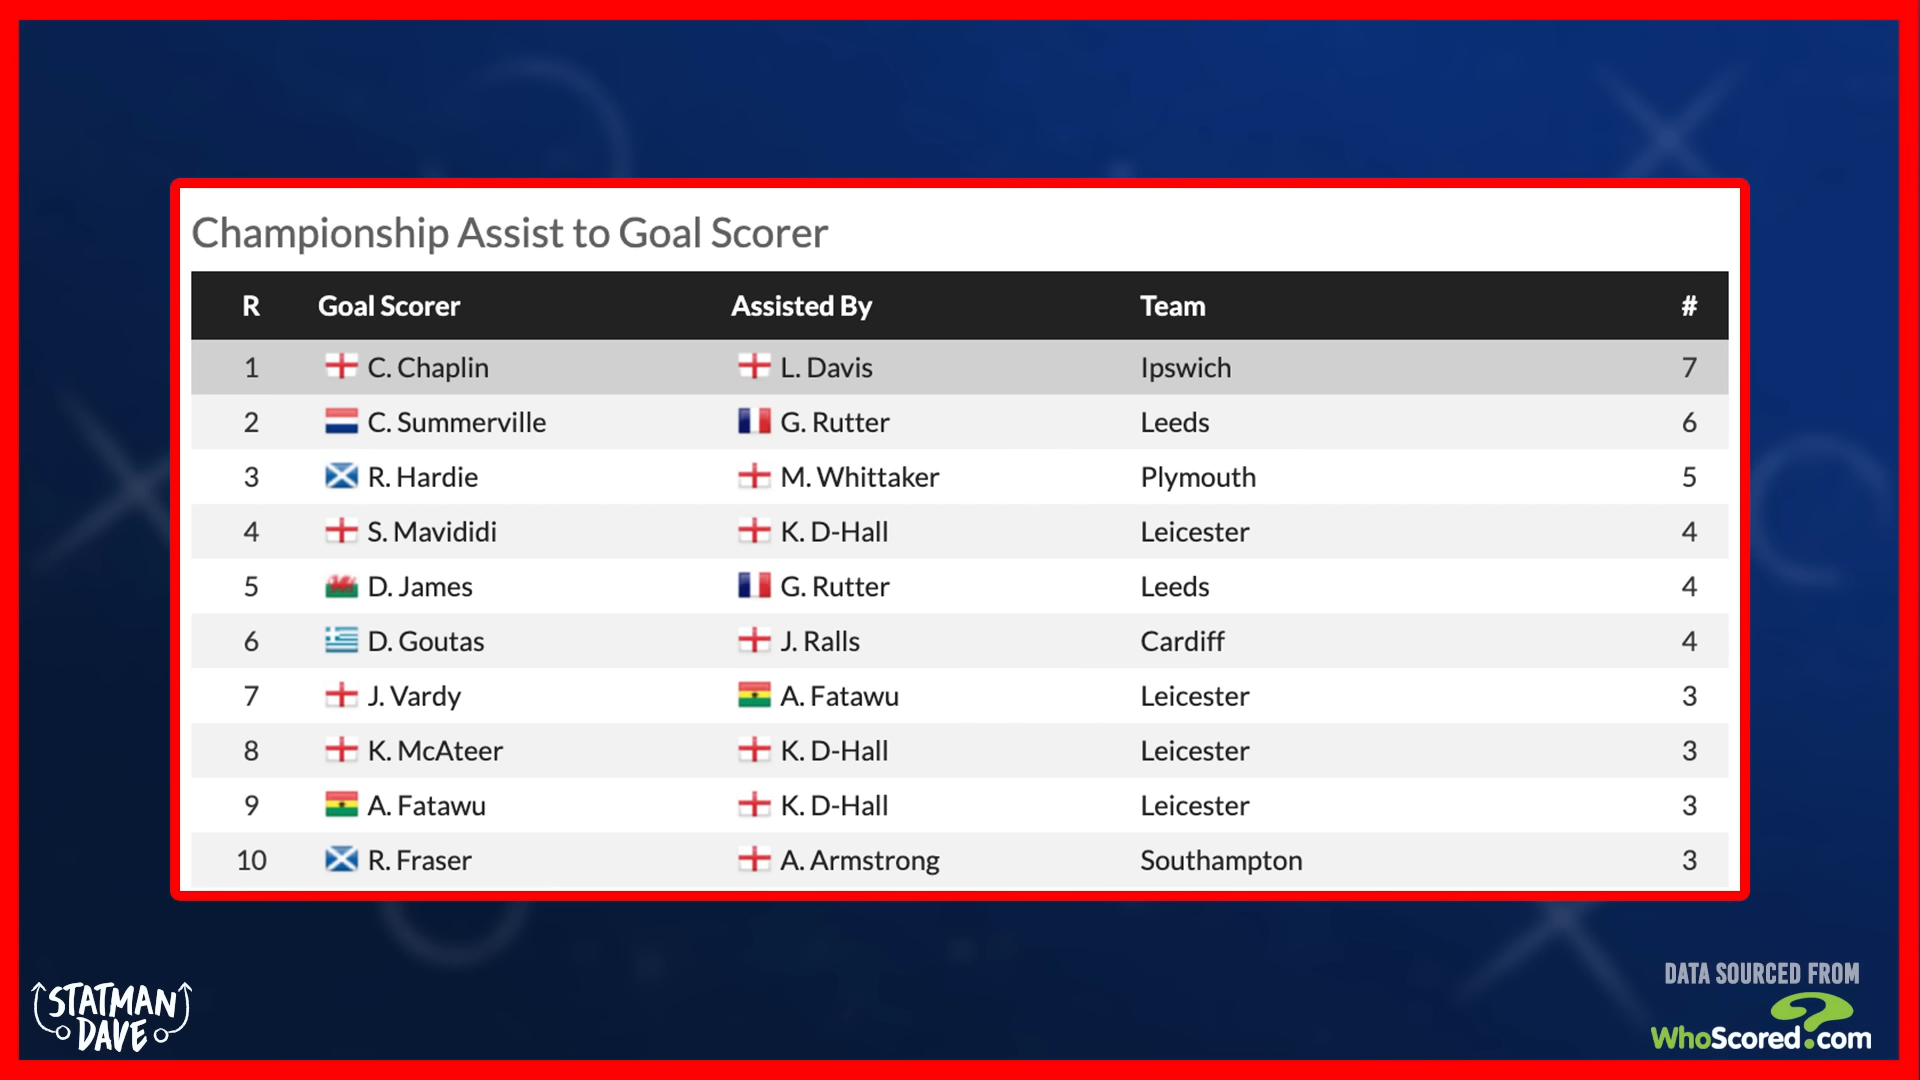 Championship Assist to Goal Scorer
R Goal Scorer Assisted By Team #
1 C. Chaplin L. Davis Ipswich 7
2 C. Summerville G. Rutter Leeds 6
3 R. Hardie M. Whittaker Plymouth 5
4 S. Mavididi K. D-Hall Leicester 4
5 D. James G. Rutter Leeds 4
6 D. Goutas J. Ralls Cardiff 4
7 J. Vardy A. Fatawu Leicester 3
8 K. McAteer K. D-Hall Leicester 3
9 A. Fatawu K. D-Hall Leicester 3
10 R. Fraser A. Armstrong Southampton 3
STATMAN
DAVE
DATA SOURCED FROM
WhoScored.com